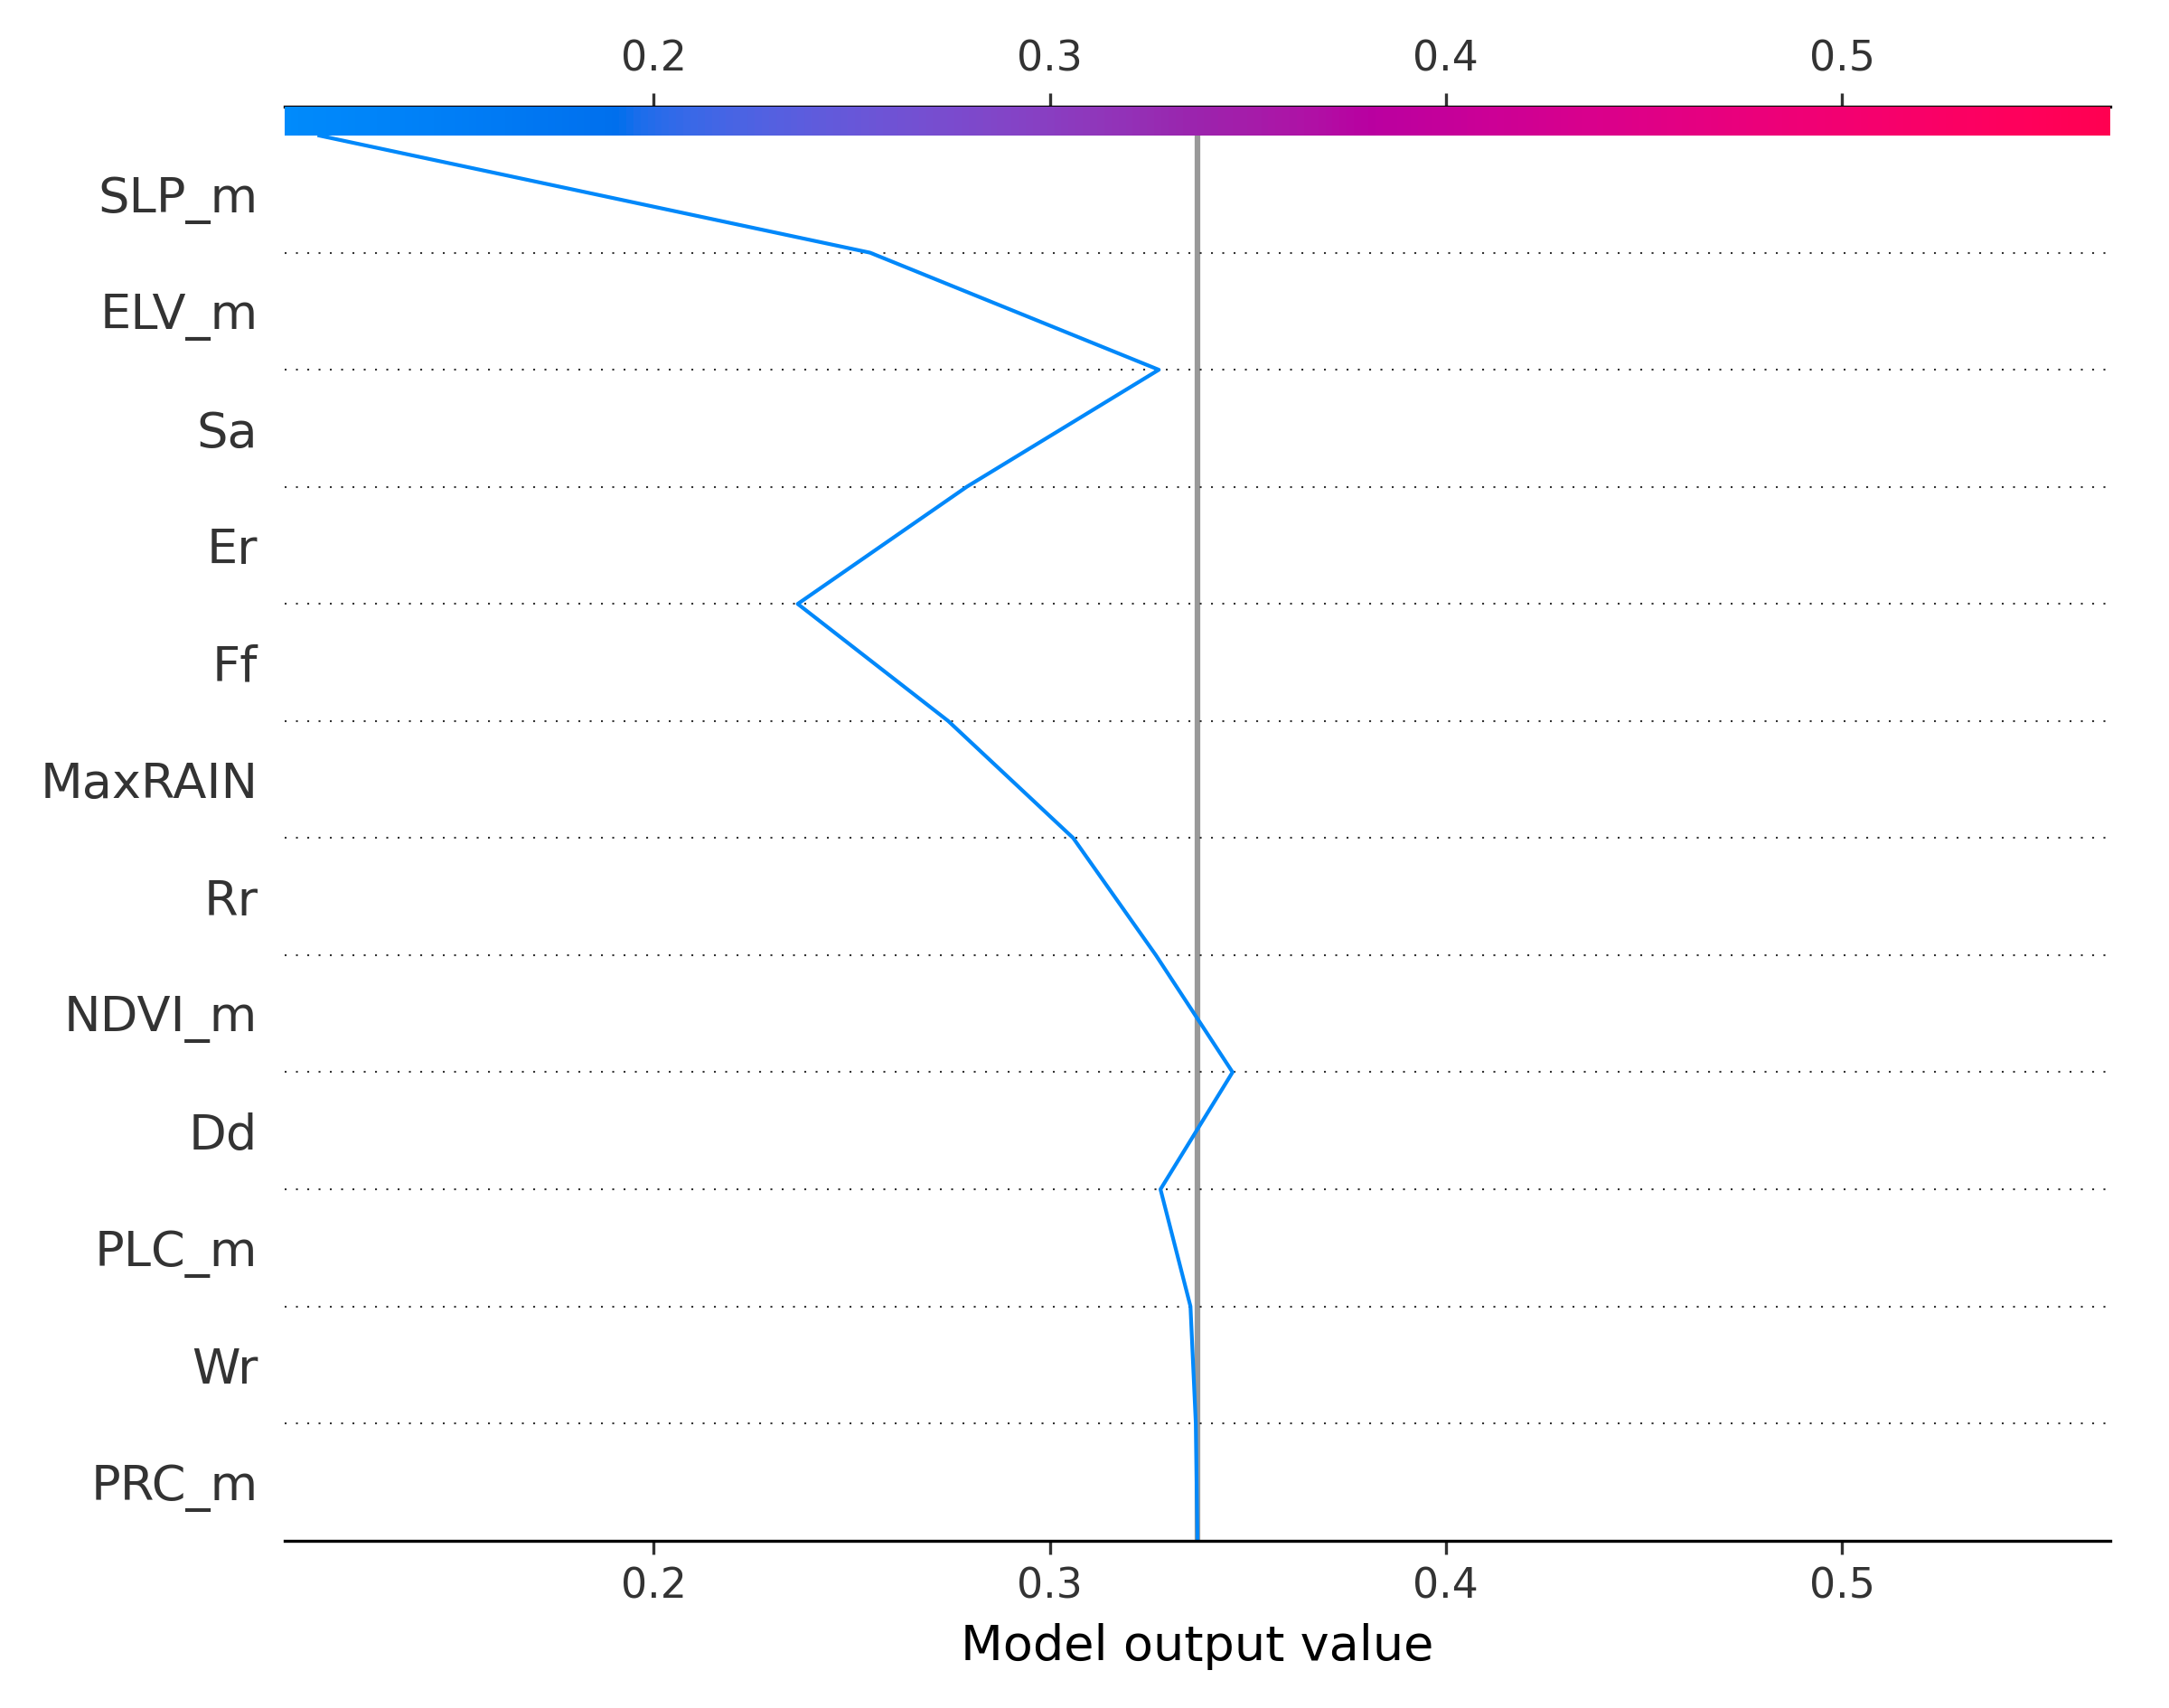 0.2 0.3 0.4 0.5
SLP_m
ELV_m
Sa
Er
Ff
MaxRAIN
Rr
NDVI_m
Dd
PLC_m
Wr
PRC_m
0.2 0.3 0.4 0.5
Model output value